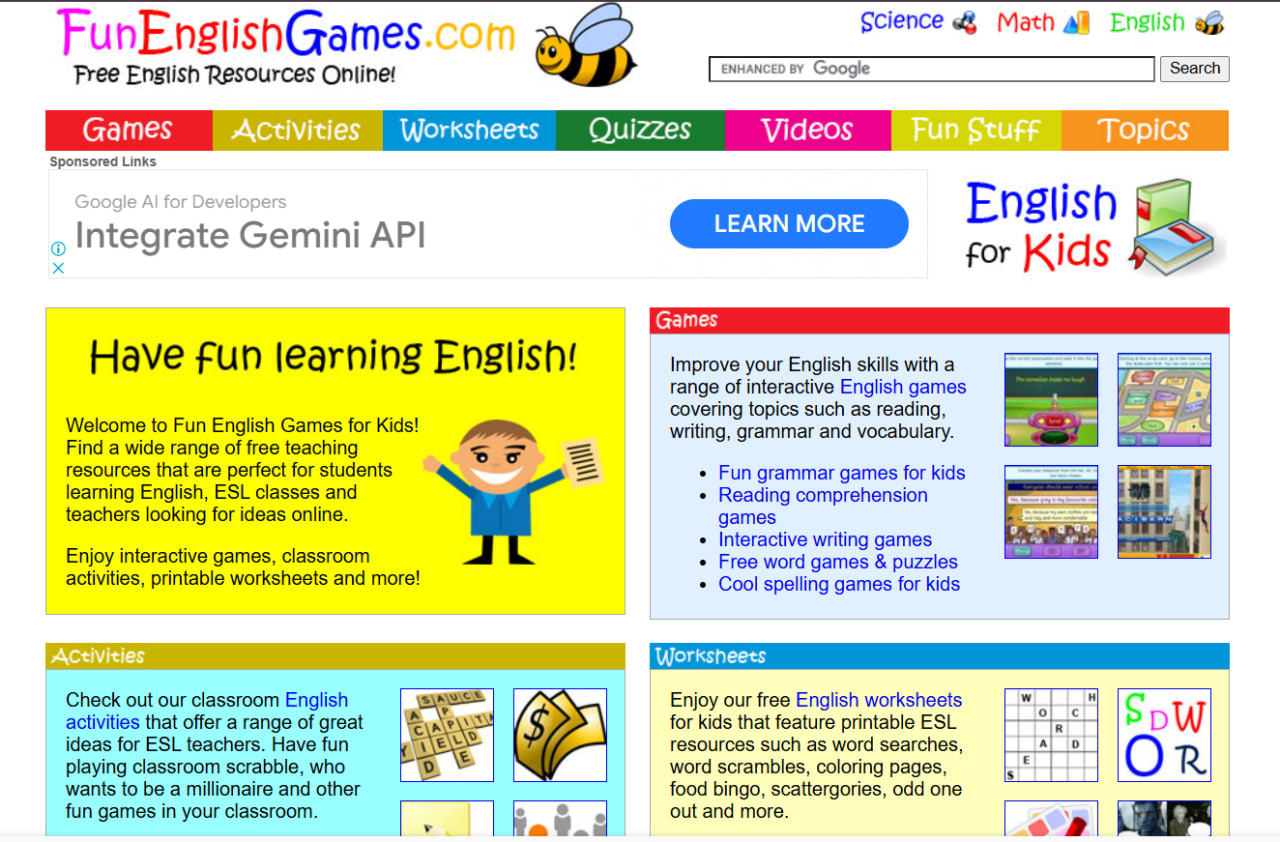 FunEnglishGames.com
Free English Resources Online!
Science Math English
ENHANCED BY Google Search
Games Activities Worksheets Quizzes Videos Fun Stuff Topics
Sponsored Links
Google AI for Developers
Integrate Gemini API
LEARN MORE
English
for Kids
Have fun learning English!
Welcome to Fun English Games for Kids!
Find a wide range of free teaching
resources that are perfect for students
learning English, ESL classes and
teachers looking for ideas online.
Enjoy interactive games, classroom
activities, printable worksheets and more!
Games
Improve your English skills with a
range of interactive English games
covering topics such as reading,
writing, grammar and vocabulary.
• Fun grammar games for kids
• Reading comprehension
games
• Interactive writing games
• Free word games & puzzles
• Cool spelling games for kids
The comedian made me laugh
Activities
Check out our classroom English
activities that offer a range of great
ideas for ESL teachers. Have fun
playing classroom scrabble, who
wants to be a millionaire and other
fun games in your classroom.
SAUCE
CAPIT
YIELD
$
Worksheets
Enjoy our free English worksheets
for kids that feature printable ESL
resources such as word searches,
word scrambles, coloring pages,
food bingo, scattergories, odd one
out and more.
W H
O C
R
A D
E
S
S D W
O R